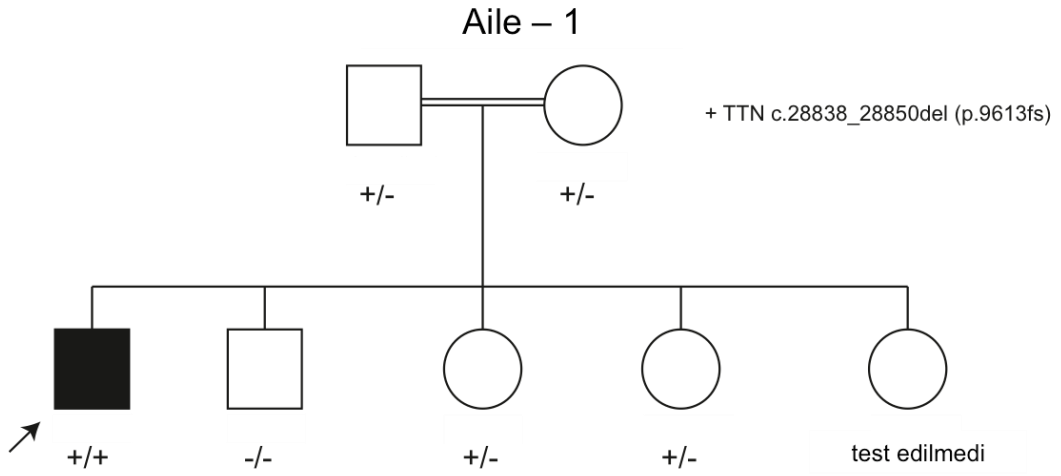 Aile – 1
+ TTN c.28838_28850del (p.9613fs)
+/-
+/-
+/+
-/-
+/-
+/-
test edilmedi